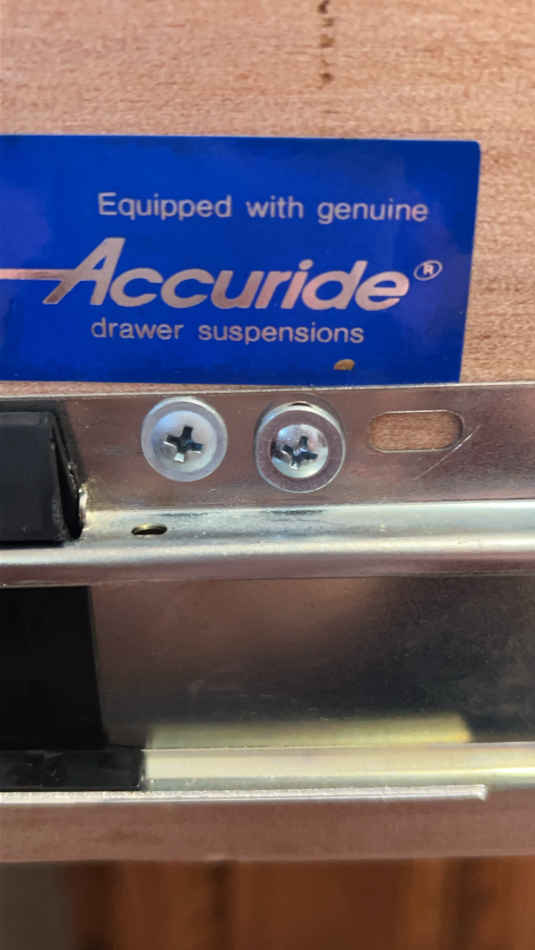 Equipped with genuine
Accuride®
drawer suspensions